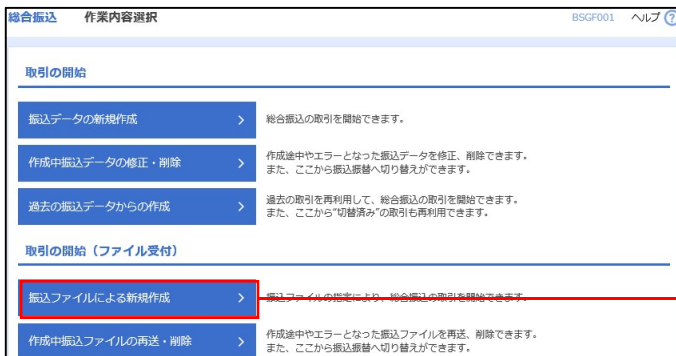 総合振込 作業内容選択 BSGF001 ヘルプ ?
取引の開始
振込データの新規作成 > 総合振込の取引を開始できます。
作成中振込データの修正・削除 > 作成途中やエラーとなった振込データを修正、削除できます。
また、ここから振込振替へ切り替えができます。
過去の振込データからの作成 > 過去の取引を再利用して、総合振込の取引を開始できます。
また、ここから“切替済み”の取引も再利用できます。
取引の開始（ファイル受付）
振込ファイルによる新規作成 > 振込ファイルの指定により、総合振込の取引を開始できます。
作成中振込ファイルの再送・削除 > 作成途中やエラーとなった振込ファイルを再送、削除できます。
また、ここから振込振替へ切り替えができます。